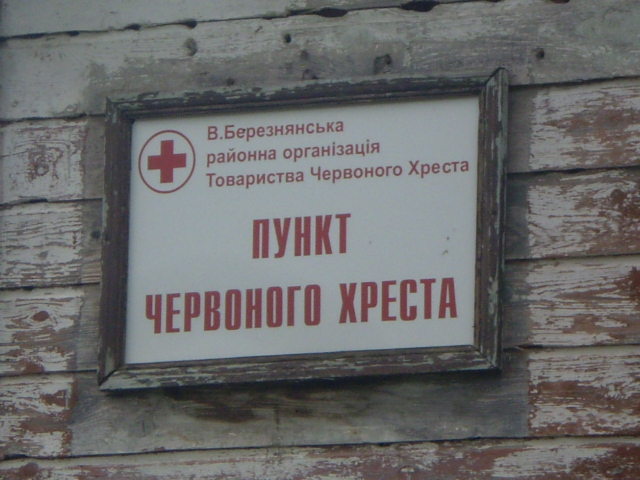 В.Березнянська
районна організація
Товариства Червоного Хреста
ПУНКТ
ЧЕРВОНОГО ХРЕСТА